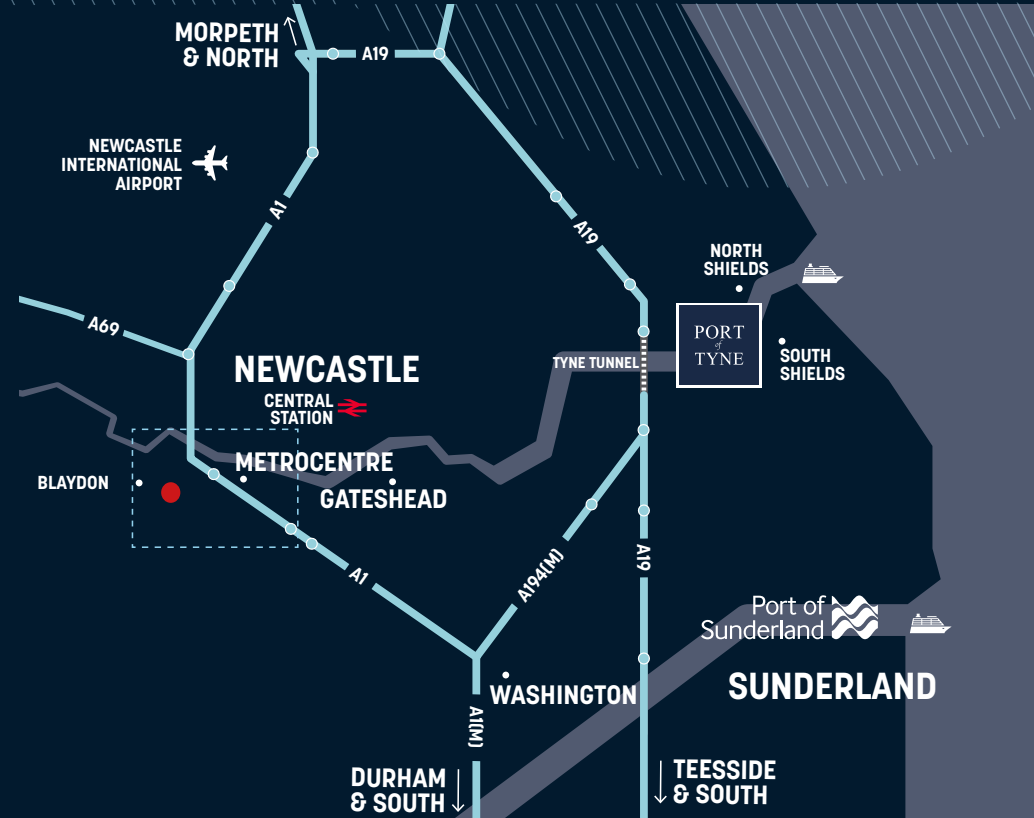 MORPETH
& NORTH
A19
NEWCASTLE
INTERNATIONAL
AIRPORT
A1
A19
NORTH
SHIELDS
A69
PORT
of
TYNE
TYNE TUNNEL
SOUTH
SHIELDS
NEWCASTLE
CENTRAL
STATION
METROCENTRE
BLAYDON
GATESHEAD
A1
A194(M)
A19
Port of
Sunderland
SUNDERLAND
WASHINGTON
A1(M)
DURHAM
& SOUTH
TEESSIDE
& SOUTH